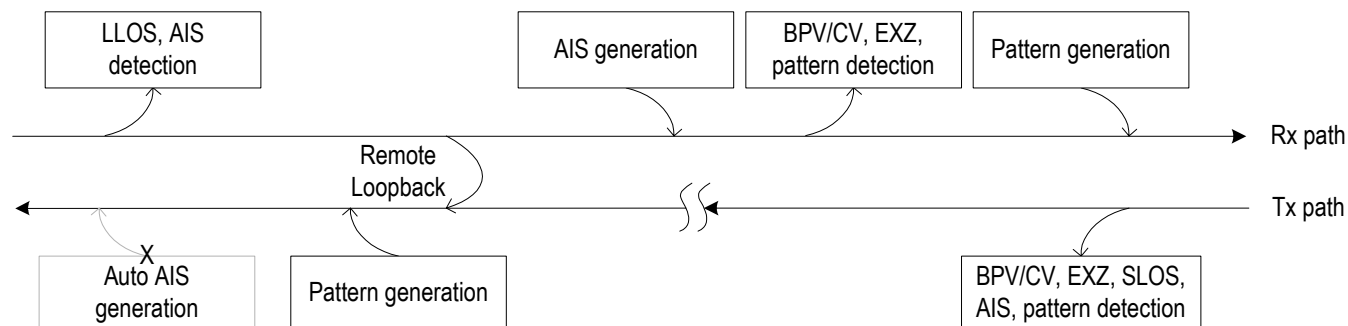 LLOS, AIS
detection
AIS generation
BPV/CV, EXZ,
pattern detection
Pattern generation
Rx path
Remote
Loopback
Tx path
X
Auto AIS
generation
Pattern generation
BPV/CV, EXZ, SLOS,
AIS, pattern detection